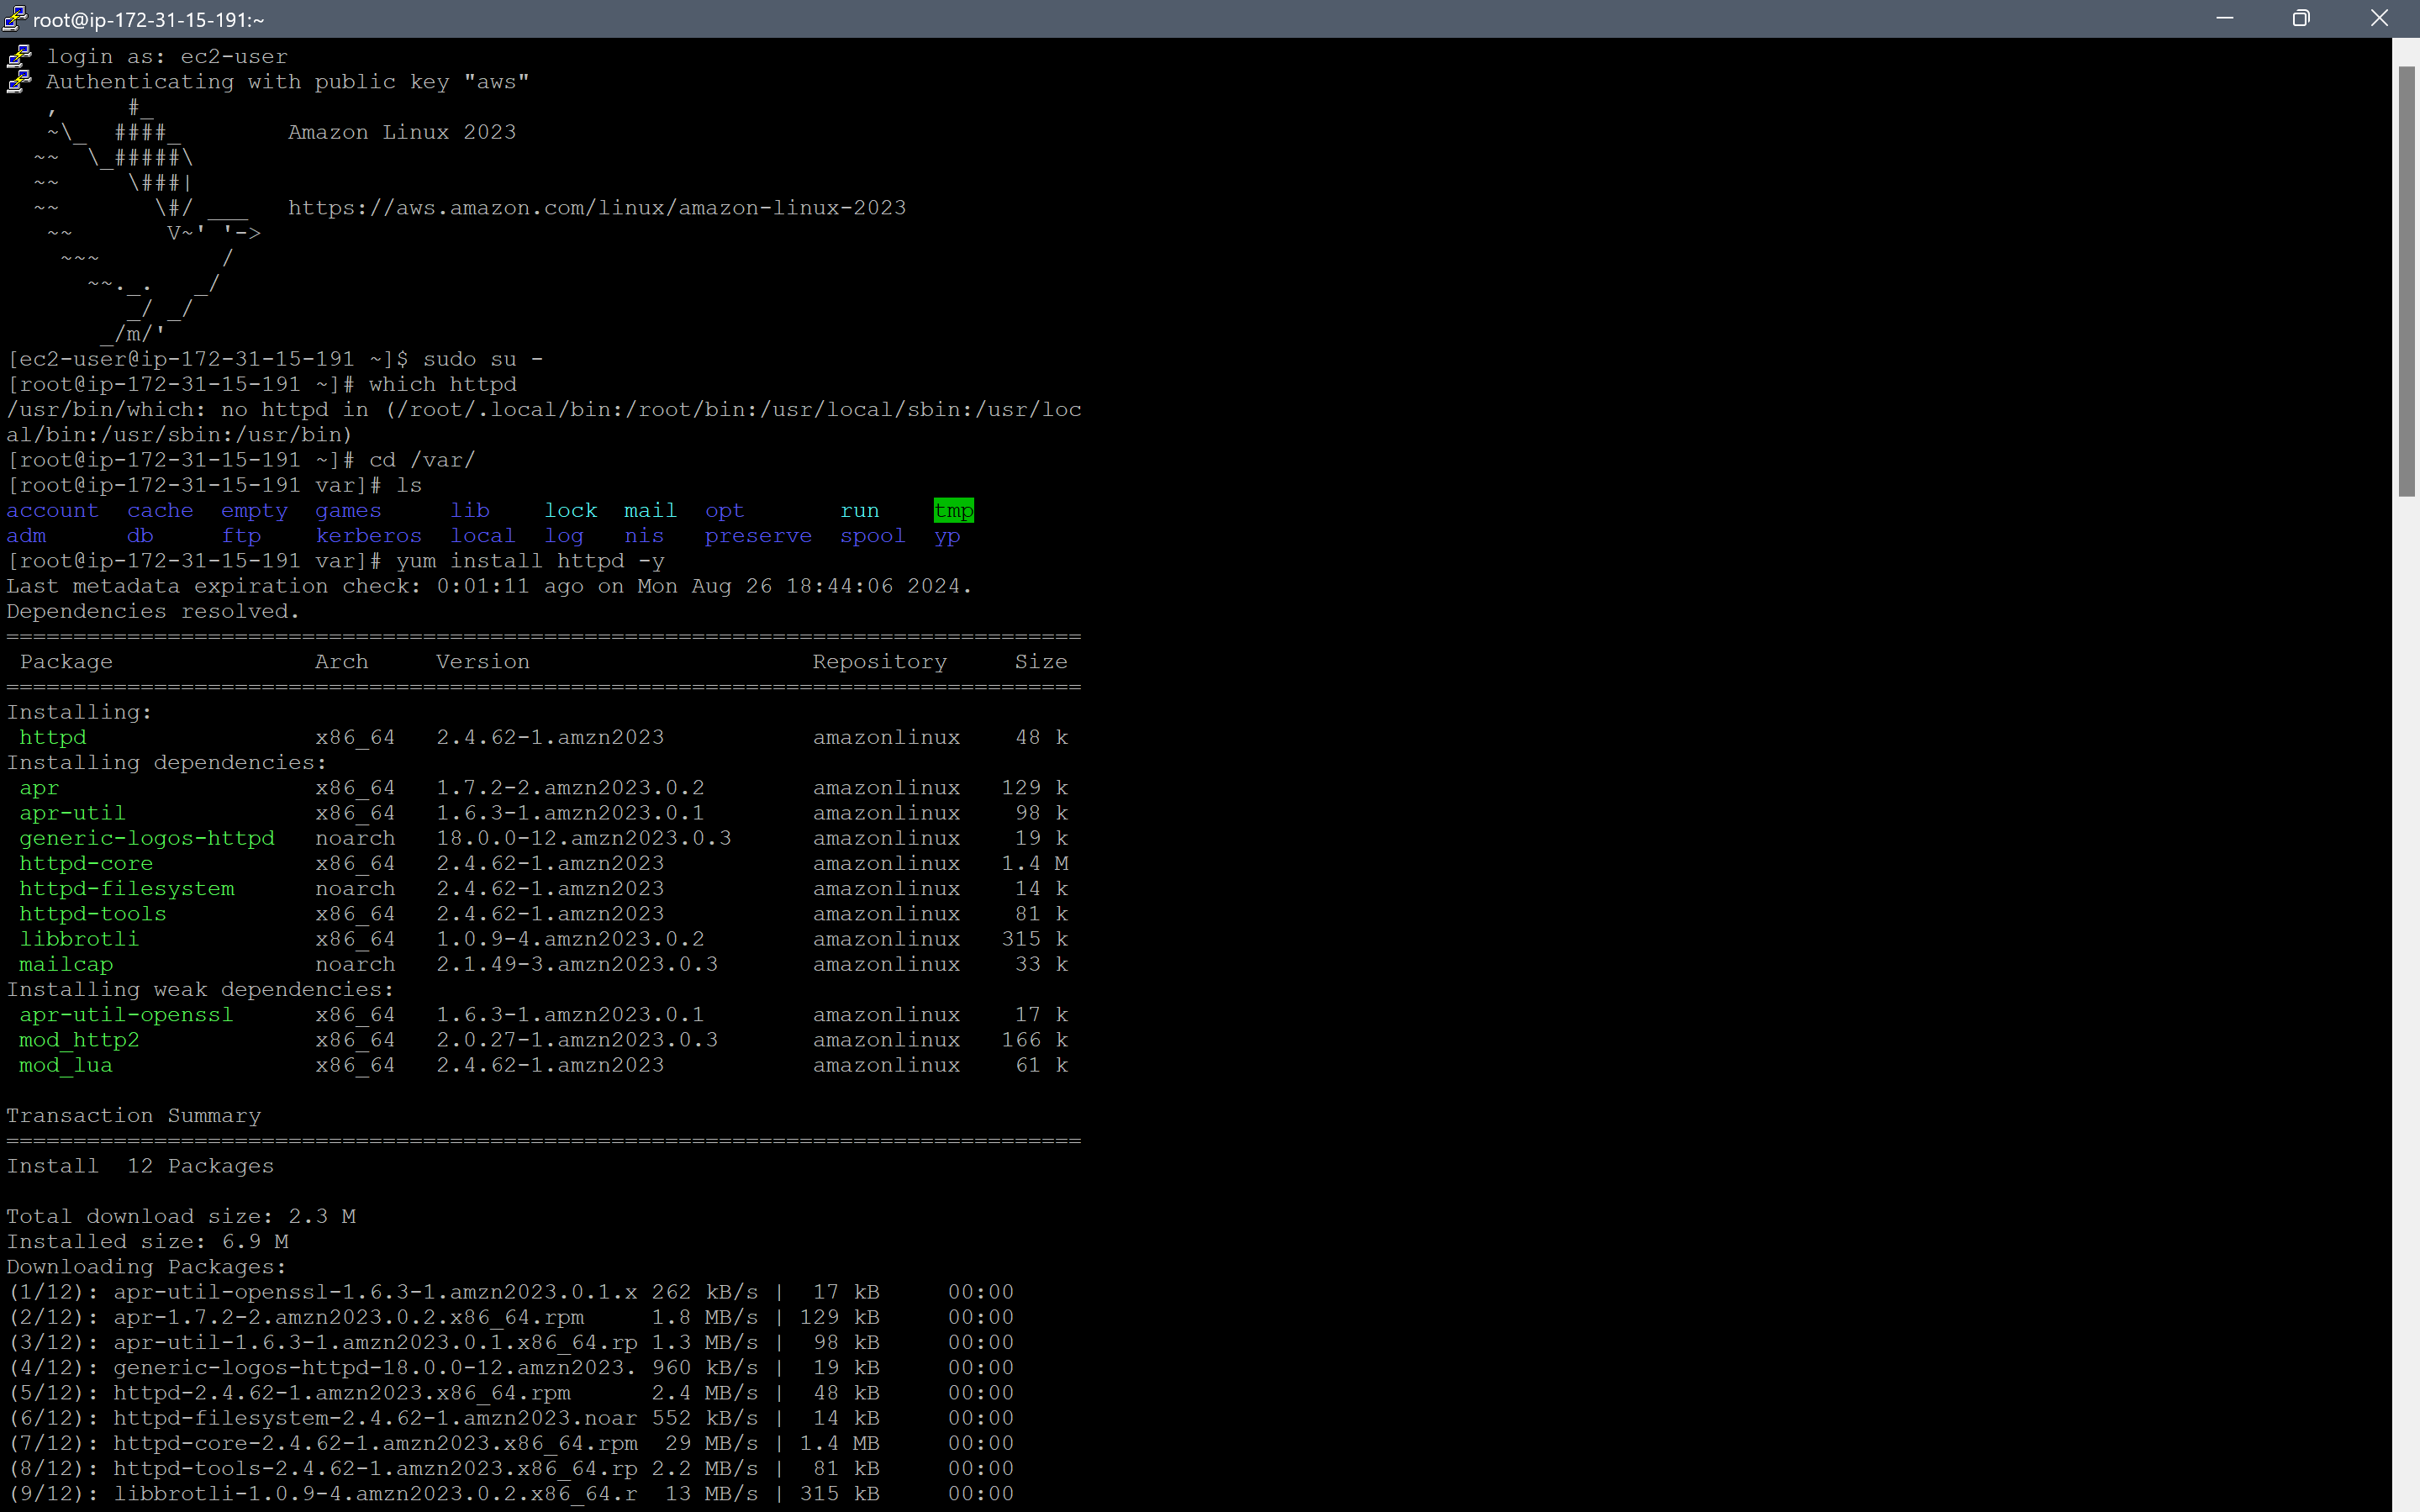 root@ip-172-31-15-191:~
login as: ec2-user
Authenticating with public key "aws"
   ,     #_
   ~\_  ####_        Amazon Linux 2023
  ~~  \_#####\
  ~~     \###|
  ~~       \#/ ___   https://aws.amazon.com/linux/amazon-linux-2023
   ~~       V~' '->
    ~~~         /
      ~~._.   _/
         _/ _/
       _/m/'
[ec2-user@ip-172-31-15-191 ~]$ sudo su -
[root@ip-172-31-15-191 ~]# which httpd
/usr/bin/which: no httpd in (/root/.local/bin:/root/bin:/usr/local/sbin:/usr/loc
al/bin:/usr/sbin:/usr/bin)
[root@ip-172-31-15-191 ~]# cd /var/
[root@ip-172-31-15-191 var]# ls
account  cache  empty  games     lib    lock  mail  opt       run    tmp
adm      db     ftp    kerberos  local  log   nis   preserve  spool  yp
[root@ip-172-31-15-191 var]# yum install httpd -y
Last metadata expiration check: 0:01:11 ago on Mon Aug 26 18:44:06 2024.
Dependencies resolved.
================================================================================
 Package               Arch     Version                     Repository     Size
================================================================================
Installing:
 httpd                 x86_64   2.4.62-1.amzn2023           amazonlinux    48 k
Installing dependencies:
 apr                   x86_64   1.7.2-2.amzn2023.0.2        amazonlinux   129 k
 apr-util              x86_64   1.6.3-1.amzn2023.0.1        amazonlinux    98 k
 generic-logos-httpd   noarch   18.0.0-12.amzn2023.0.3      amazonlinux    19 k
 httpd-core            x86_64   2.4.62-1.amzn2023           amazonlinux   1.4 M
 httpd-filesystem      noarch   2.4.62-1.amzn2023           amazonlinux    14 k
 httpd-tools           x86_64   2.4.62-1.amzn2023           amazonlinux    81 k
 libbrotli             x86_64   1.0.9-4.amzn2023.0.2        amazonlinux   315 k
 mailcap               noarch   2.1.49-3.amzn2023.0.3       amazonlinux    33 k
Installing weak dependencies:
 apr-util-openssl      x86_64   1.6.3-1.amzn2023.0.1        amazonlinux    17 k
 mod_http2             x86_64   2.0.27-1.amzn2023.0.3       amazonlinux   166 k
 mod_lua               x86_64   2.4.62-1.amzn2023           amazonlinux    61 k
Transaction Summary
================================================================================
Install  12 Packages
Total download size: 2.3 M
Installed size: 6.9 M
Downloading Packages:
(1/12): apr-util-openssl-1.6.3-1.amzn2023.0.1.x 262 kB/s |  17 kB     00:00
(2/12): apr-1.7.2-2.amzn2023.0.2.x86_64.rpm     1.8 MB/s | 129 kB     00:00
(3/12): apr-util-1.6.3-1.amzn2023.0.1.x86_64.rp 1.3 MB/s |  98 kB     00:00
(4/12): generic-logos-httpd-18.0.0-12.amzn2023. 960 kB/s |  19 kB     00:00
(5/12): httpd-2.4.62-1.amzn2023.x86_64.rpm      2.4 MB/s |  48 kB     00:00
(6/12): httpd-filesystem-2.4.62-1.amzn2023.noar 552 kB/s |  14 kB     00:00
(7/12): httpd-core-2.4.62-1.amzn2023.x86_64.rpm  29 MB/s | 1.4 MB     00:00
(8/12): httpd-tools-2.4.62-1.amzn2023.x86_64.rp 2.2 MB/s |  81 kB     00:00
(9/12): libbrotli-1.0.9-4.amzn2023.0.2.x86_64.r  13 MB/s | 315 kB     00:00